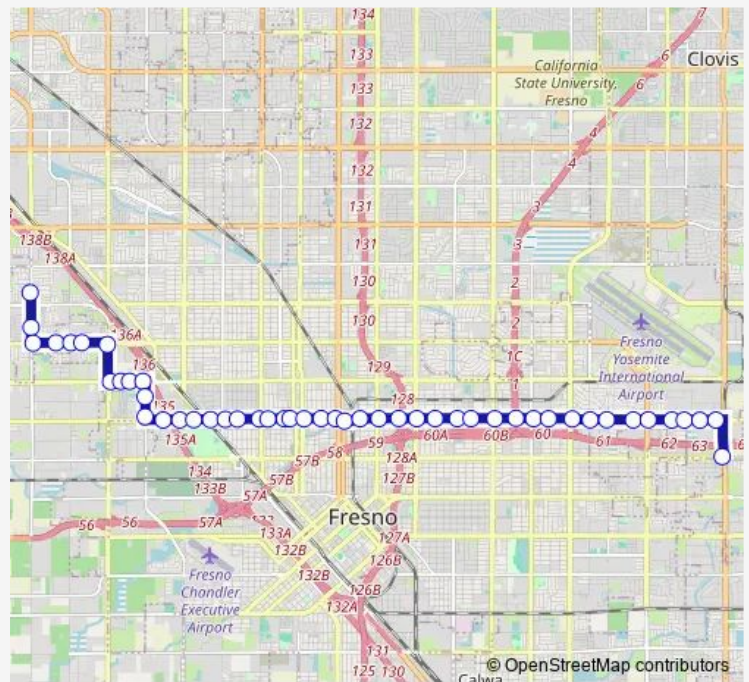 134
133
133
132
132
131
131
130
130
129
128
7
6
6
4
4
3
3
2
2
1C
1
Clovis
California
State University,
Fresno
138B
138A
136A
136
135
135A
134
133B
Fresno
Yosemite
International
Airport
57A
57B
57B
58
59
60A
60B
60
61
62
63
128A
127B
56
56
57A
133A
132B
Fresno
127A
126B
132B
126B
132A
Fresno
Chandler
Executive
Airport
131
125
130
Calwa
© OpenStreetMap contributors